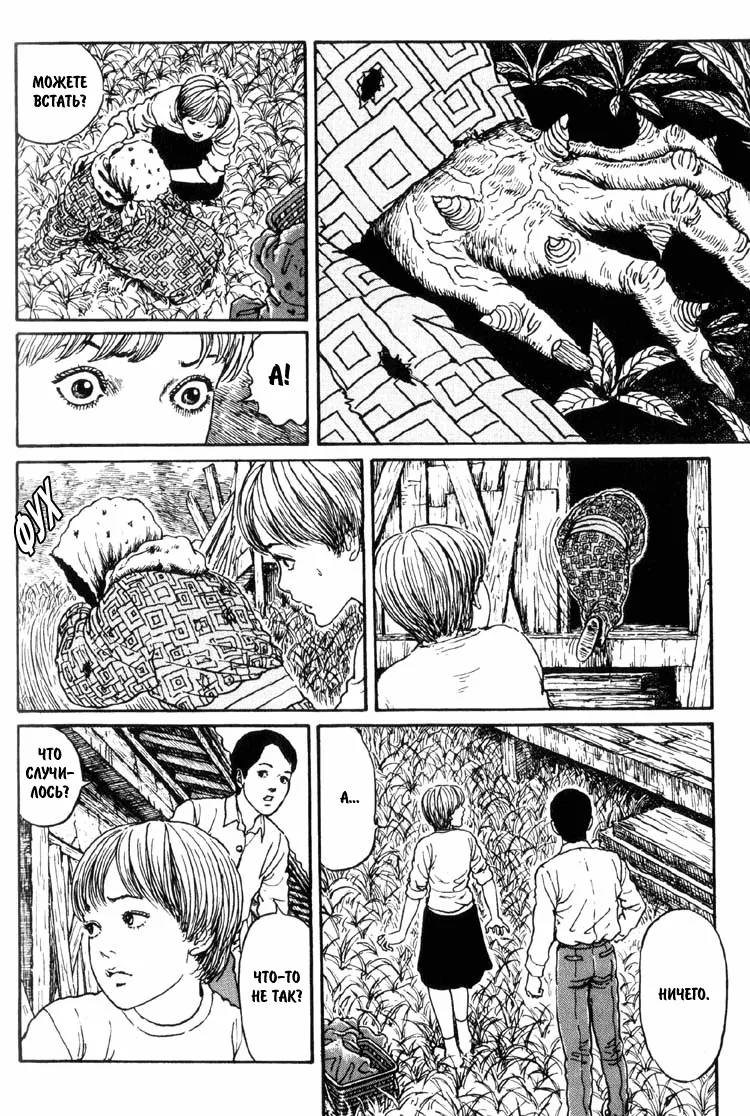 МОЖЕТЕ
ВСТАТЬ?
А!
ФУХ
ЧТО
СЛУЧИ-
ЛОСЬ?
ЧТО-ТО
НЕ ТАК?
А...
НИЧЕГО.